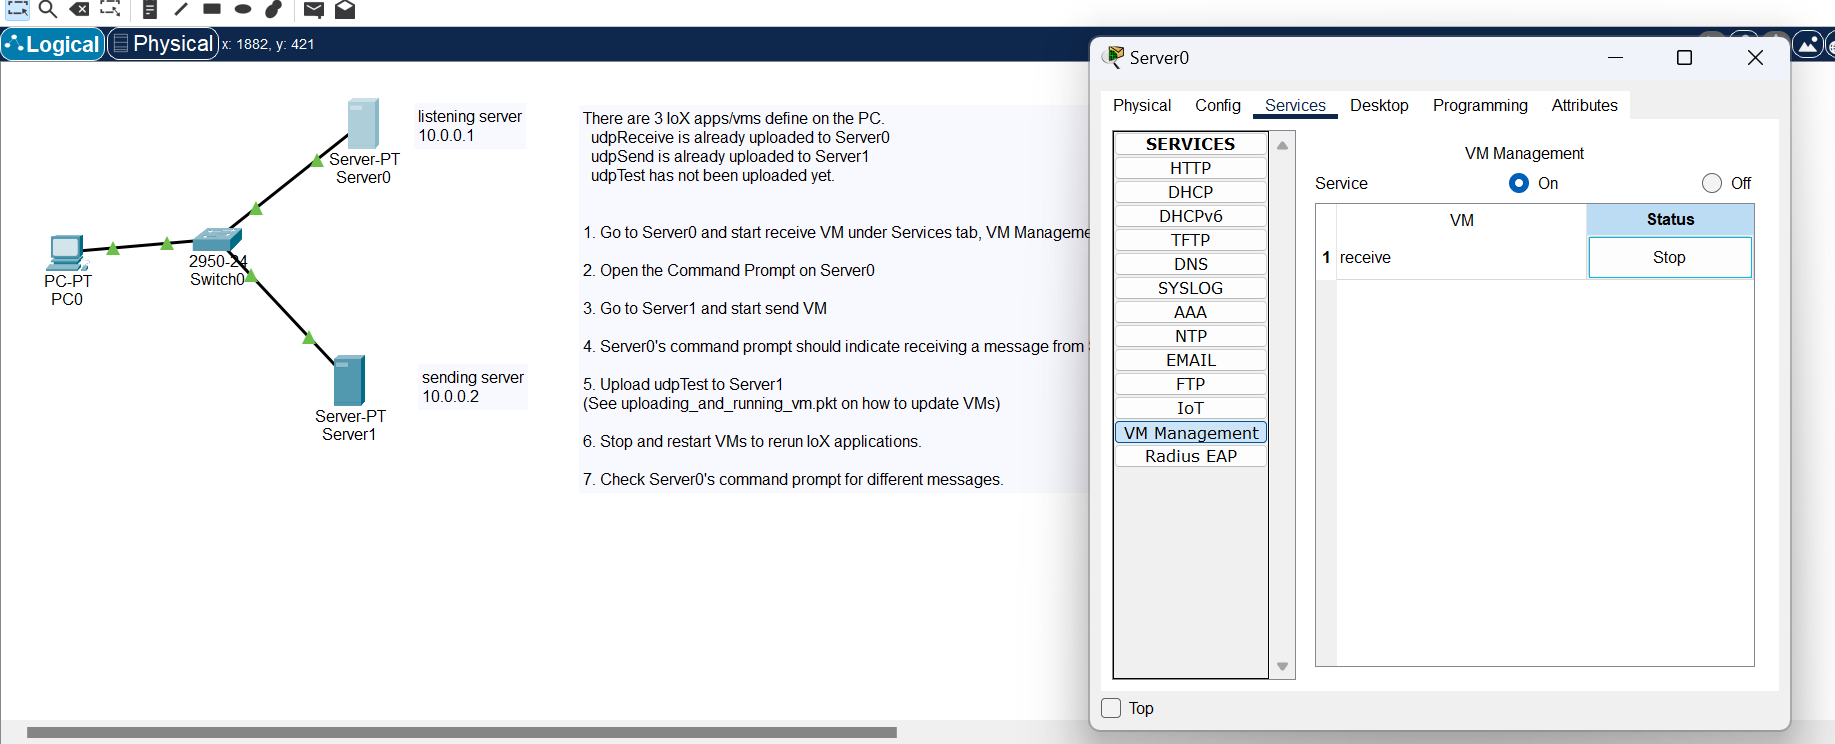 Logical
Physical
x: 1882, y: 421
listening server
10.0.0.1
Server-PT
Server0
PC-PT
PC0
2950-24
Switch0
sending server
10.0.0.2
Server-PT
Server1
There are 3 IoX apps/vms define on the PC.
udpReceive is already uploaded to Server0
udpSend is already uploaded to Server1
udpTest has not been uploaded yet.
1. Go to Server0 and start receive VM under Services tab, VM Manageme
2. Open the Command Prompt on Server0
3. Go to Server1 and start send VM
4. Server0's command prompt should indicate receiving a message from
5. Upload udpTest to Server1
(See uploading_and_running_vm.pkt on how to update VMs)
6. Stop and restart VMs to rerun IoX applications.
7. Check Server0's command prompt for different messages.
Server0
Physical Config Services Desktop Programming Attributes
SERVICES
HTTP
DHCP
DHCPv6
TFTP
DNS
SYSLOG
AAA
NTP
EMAIL
FTP
IoT
VM Management
Radius EAP
VM Management
Service On Off
VM Status
1 receive Stop
Top